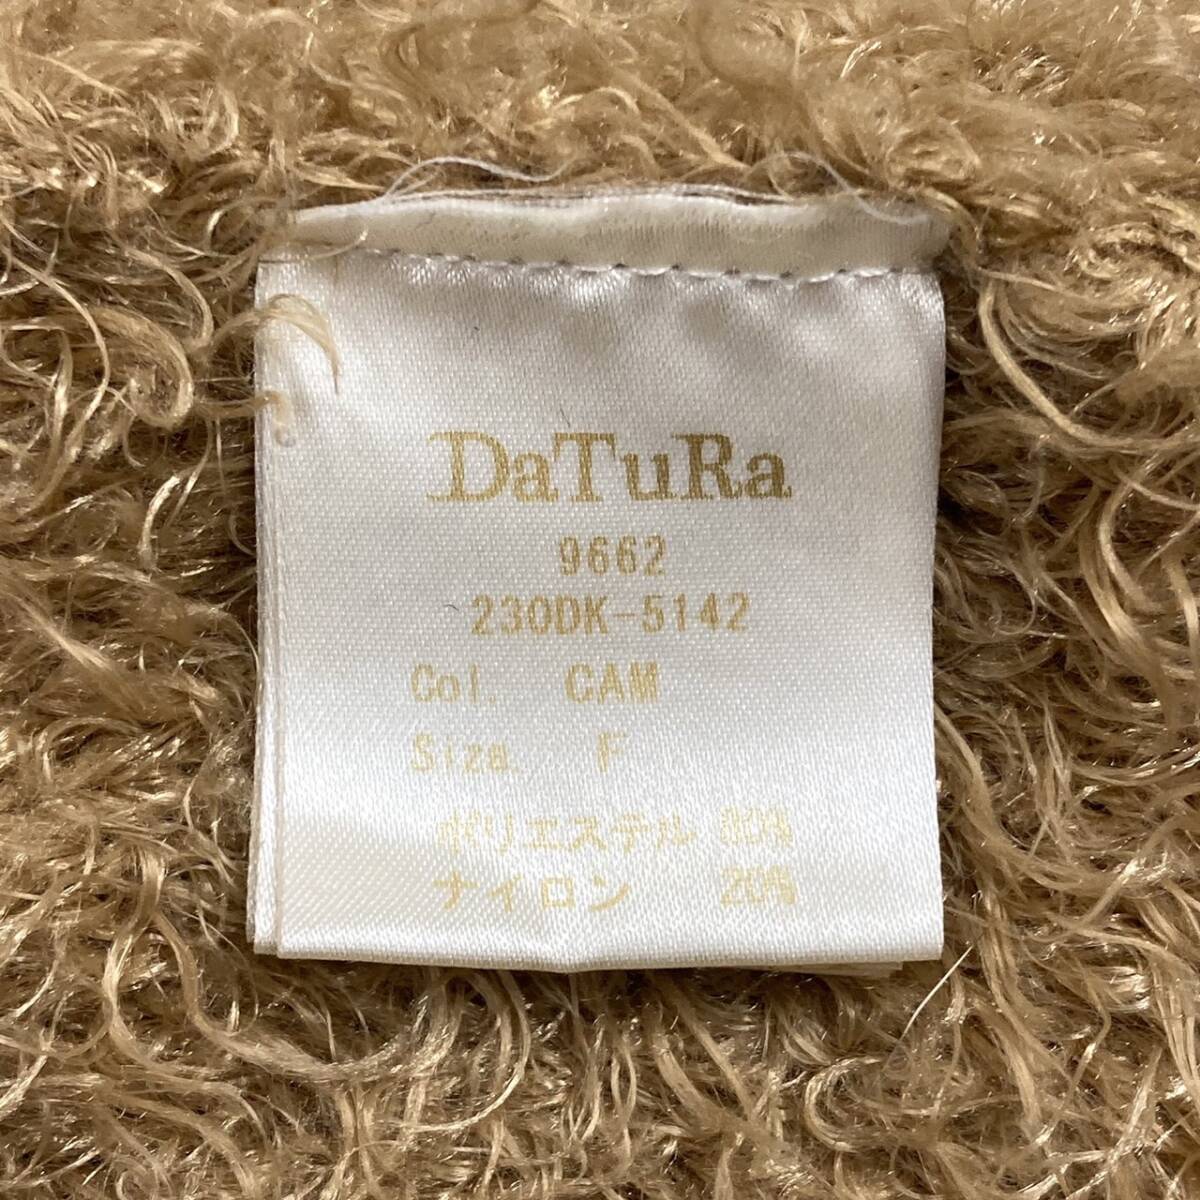 DaTuRa
9662
230DK-5142
Col. CAM
Size F
ポリエステル 80%
ナイロン 20%